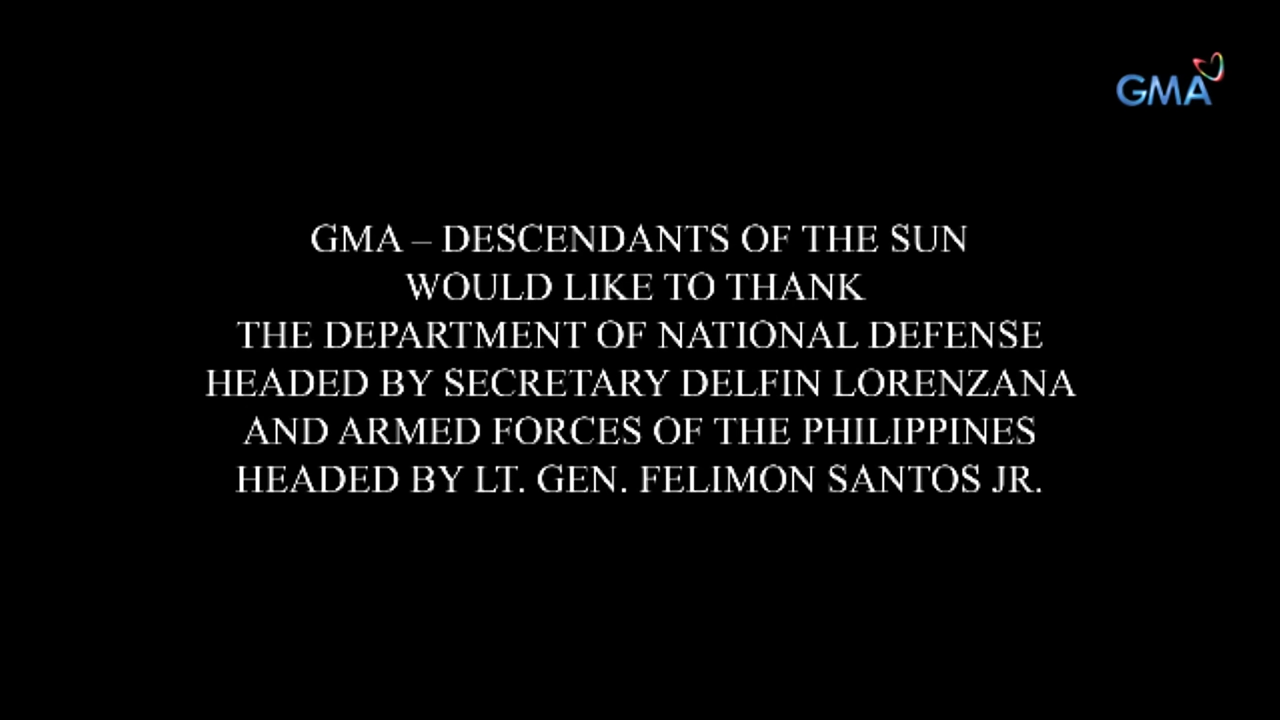 GMA
GMA – DESCENDANTS OF THE SUN
WOULD LIKE TO THANK
THE DEPARTMENT OF NATIONAL DEFENSE
HEADED BY SECRETARY DELFIN LORENZANA
AND ARMED FORCES OF THE PHILIPPINES
HEADED BY LT. GEN. FELIMON SANTOS JR.